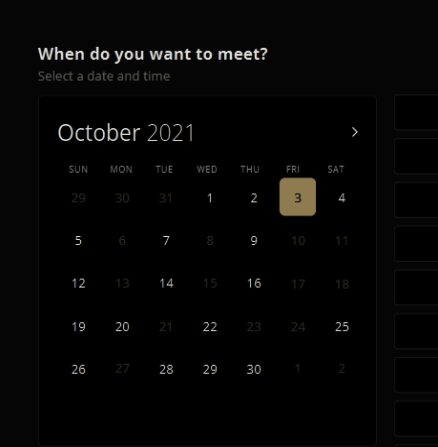 When do you want to meet?
Select a date and time
October 2021 >
SUN MON TUE WED THU FRI SAT
29 30 31 1 2 3 4
5 6 7 8 9 10 11
12 13 14 15 16 17 18
19 20 21 22 23 24 25
26 27 28 29 30 1 2